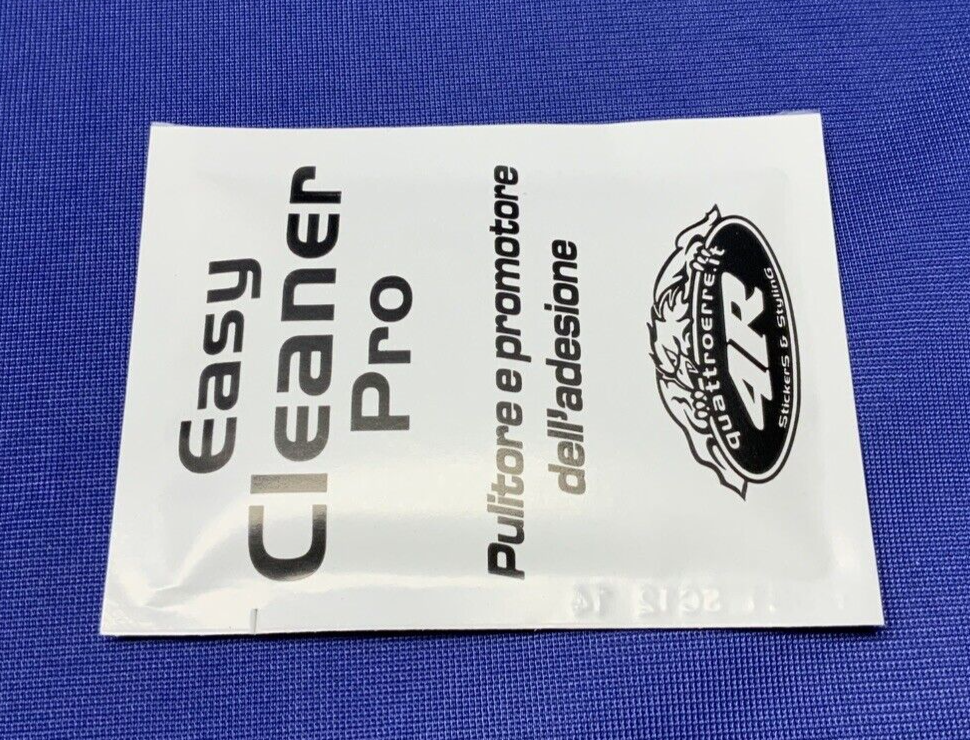 Easy
Cleaner
Pro
Pulitore e promotore
dell'adesione
quattroerre.it
4R
StickerS & StylinG